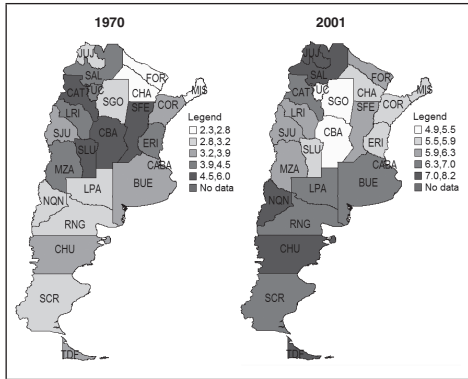 1970
2001
JUJ
SAL
FOR
CAT
TUC
SGO
CHA
MIS
SFE
COR
LRI
SJU
CBA
ERI
SLU
CABA
MZA
LPA
BUE
NQN
RNG
CHU
SCR
TDF
Legend
2.3,2.8
2.8,3.2
3.2,3.9
3.9,4.5
4.5,6.0
No data
JUJ
SAL
FOR
CAT
UC
SGO
CHA
MIS
SFE
COR
LRI
SJU
CBA
ERI
SLU
CABA
MZA
LPA
BUE
NQN
RNG
CHU
SCR
TDF
Legend
4.9,5.5
5.5,5.9
5.9,6.3
6.3,7.0
7.0,8.2
No data